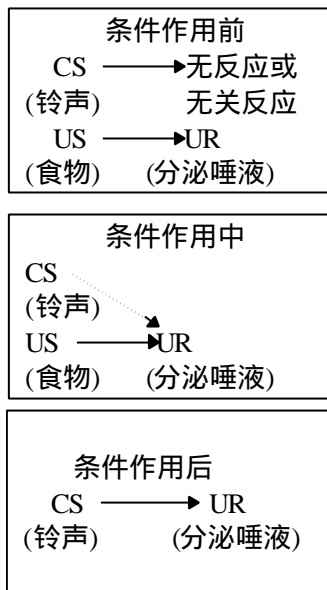 条件作用前
CS 无反应或
(铃声) 无关反应
US UR
(食物) (分泌唾液)
条件作用中
CS
(铃声)
US UR
(食物) (分泌唾液)
条件作用后
CS UR
(铃声) (分泌唾液)